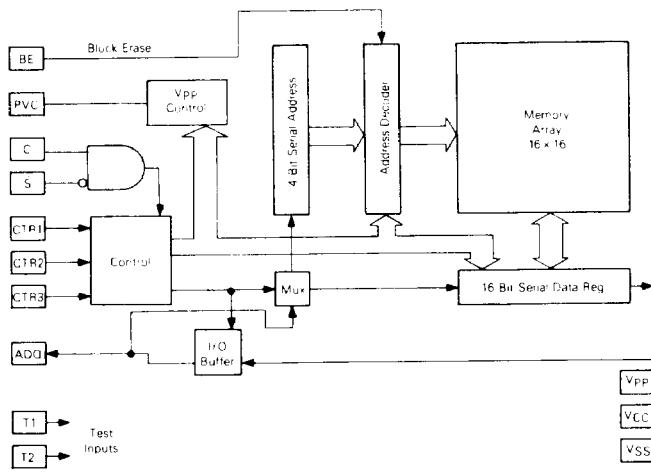 BE
Block Erase
PVC
VPP
Control
C
S
CTR1
CTR2
CTR3
Control
4 Bit Serial Address
Address Decoder
Memory
Array
16 x 16
Mux
16 Bit Serial Data Reg
ADQ
I/O
Buffer
T1
T2
Test
Inputs
VPP
VCC
VSS